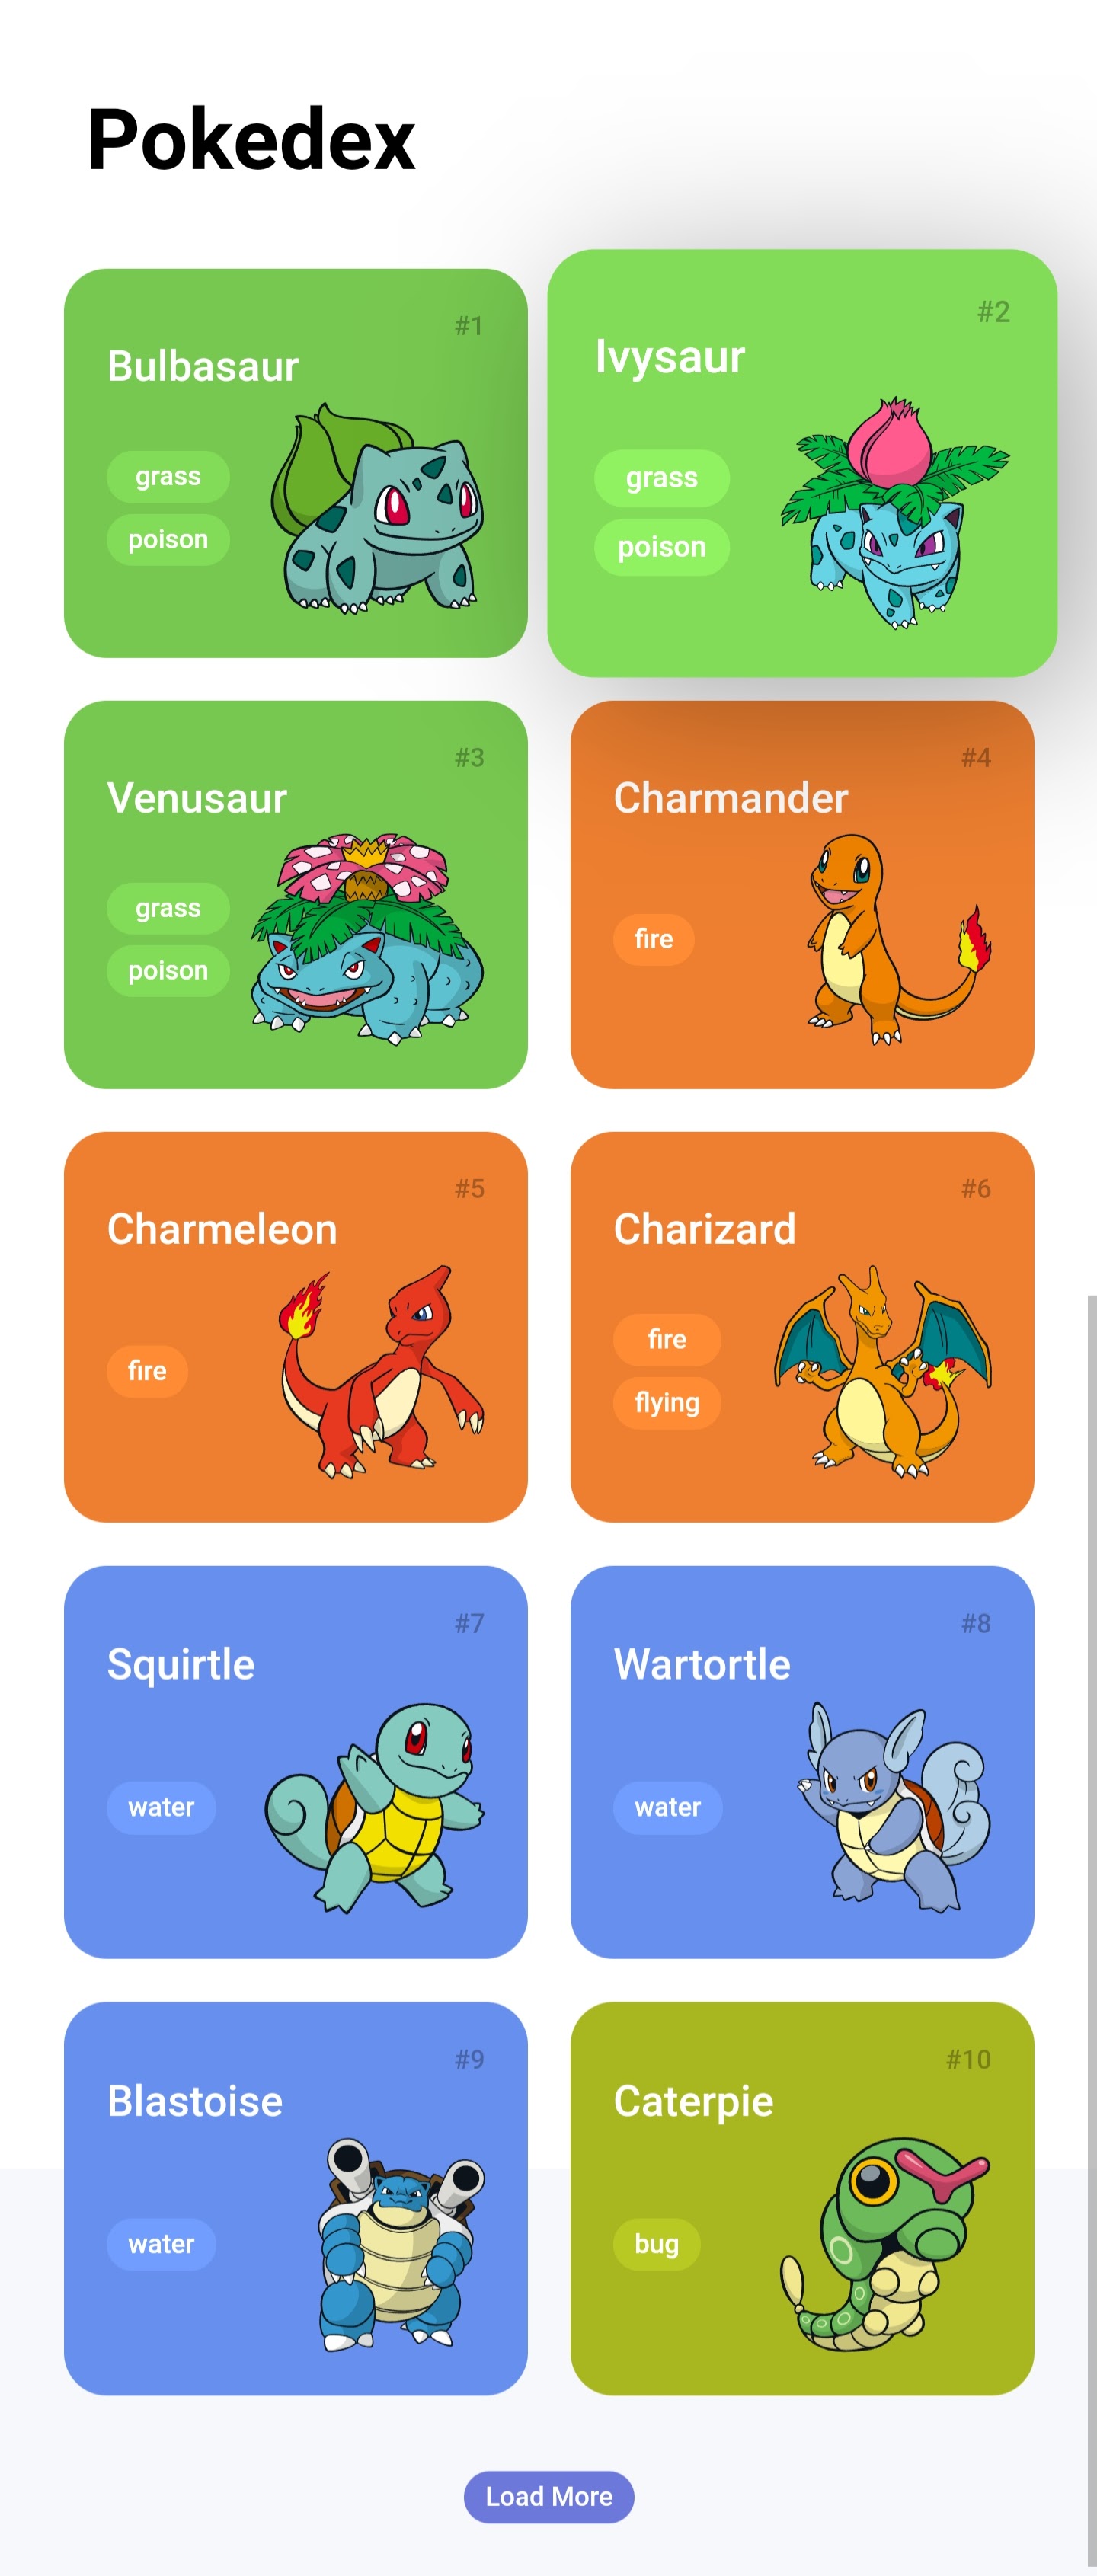 Pokedex
#1
Bulbasaur
grass
poison
#2
Ivysaur
grass
poison
#3
Venusaur
grass
poison
#4
Charmander
fire
#5
Charmeleon
fire
#6
Charizard
fire
flying
#7
Squirtle
water
#8
Wartortle
water
#9
Blastoise
water
#10
Caterpie
bug
Load More